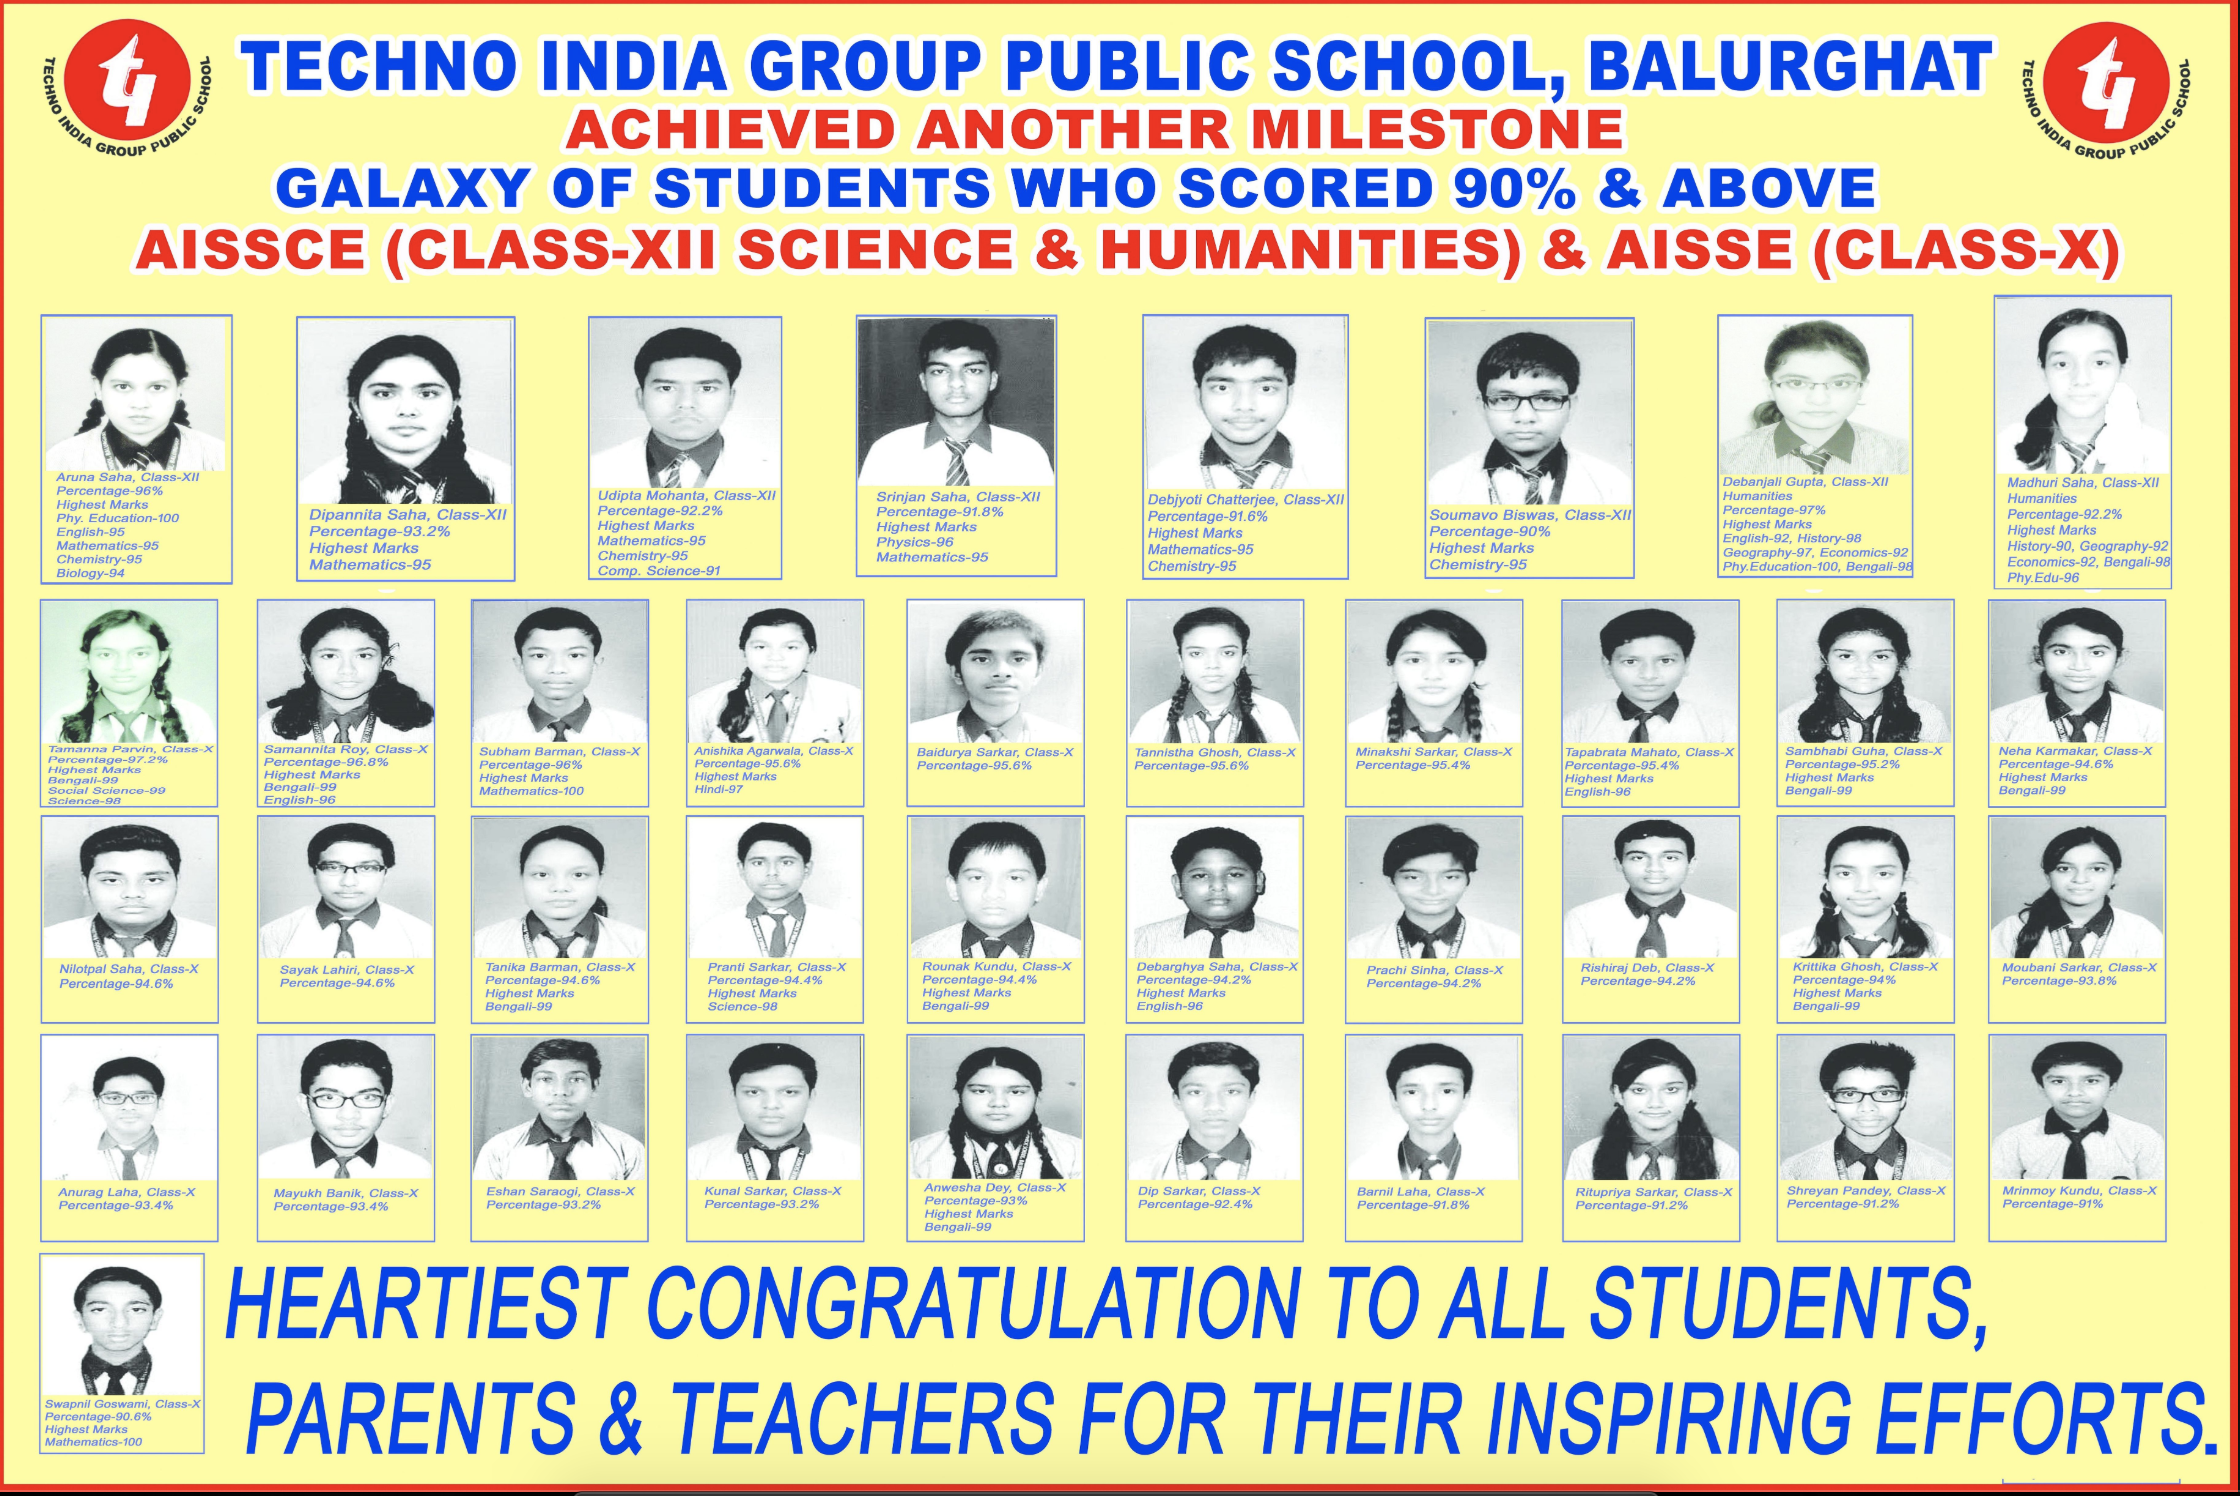 TECHNO INDIA GROUP PUBLIC SCHOOL
TECHNO INDIA GROUP PUBLIC SCHOOL, BALURGHAT
TECHNO INDIA GROUP PUBLIC SCHOOL
ACHIEVED ANOTHER MILESTONE
GALAXY OF STUDENTS WHO SCORED 90% & ABOVE
AISSCE (CLASS-XII SCIENCE & HUMANITIES) & AISSE (CLASS-X)
Aruna Saha, Class-XII
Percentage-96%
Highest Marks
Phy. Education-100
English-95
Mathematics-95
Chemistry-95
Biology-94
Dipannita Saha, Class-XII
Percentage-93.2%
Highest Marks
Mathematics-95
Udipta Mohanta, Class-XII
Percentage-92.2%
Highest Marks
Mathematics-95
Chemistry-95
Comp. Science-91
Srinjan Saha, Class-XII
Percentage-91.8%
Highest Marks
Physics-96
Mathematics-95
Debjyoti Chatterjee, Class-XII
Percentage-91.6%
Highest Marks
Mathematics-95
Chemistry-95
Soumavo Biswas, Class-XII
Percentage-90%
Highest Marks
Chemistry-95
Debanjali Gupta, Class-XII
Humanities
Percentage-97%
Highest Marks
English-92, History-98
Geography-97, Economics-92
Phy.Education-100, Bengali-98
Madhuri Saha, Class-XII
Humanities
Percentage-92.2%
Highest Marks
History-90, Geography-92
Economics-92, Bengali-98
Phy.Edu-96
Tamanna Parvin, Class-X
Percentage-97.2%
Highest Marks
Bengali-99
Social Science-99
Science-98
Samannita Roy, Class-X
Percentage-96.8%
Highest Marks
Bengali-99
English-96
Subham Barman, Class-X
Percentage-96%
Highest Marks
Mathematics-100
Anishika Agarwala, Class-X
Percentage-95.6%
Highest Marks
Hindi-97
Baidurya Sarkar, Class-X
Percentage-95.6%
Tannistha Ghosh, Class-X
Percentage-95.6%
Minakshi Sarkar, Class-X
Percentage-95.4%
Tapabrata Mahato, Class-X
Percentage-95.4%
Highest Marks
English-96
Sambhabi Guha, Class-X
Percentage-95.2%
Highest Marks
Bengali-99
Neha Karmakar, Class-X
Percentage-94.6%
Highest Marks
Bengali-99
Nilotpal Saha, Class-X
Percentage-94.6%
Sayak Lahiri, Class-X
Percentage-94.6%
Tanika Barman, Class-X
Percentage-94.6%
Highest Marks
Bengali-99
Pranti Sarkar, Class-X
Percentage-94.4%
Highest Marks
Science-98
Rounak Kundu, Class-X
Percentage-94.4%
Highest Marks
Bengali-99
Debarghya Saha, Class-X
Percentage-94.2%
Highest Marks
English-96
Prachi Sinha, Class-X
Percentage-94.2%
Rishiraj Deb, Class-X
Percentage-94.2%
Krittika Ghosh, Class-X
Percentage-94%
Highest Marks
Bengali-99
Moubani Sarkar, Class-X
Percentage-93.8%
Anurag Laha, Class-X
Percentage-93.4%
Mayukh Banik, Class-X
Percentage-93.4%
Eshan Saraogi, Class-X
Percentage-93.2%
Kunal Sarkar, Class-X
Percentage-93.2%
Anwesha Dey, Class-X
Percentage-93%
Highest Marks
Bengali-99
Dip Sarkar, Class-X
Percentage-92.4%
Barnil Laha, Class-X
Percentage-91.8%
Ritupriya Sarkar, Class-X
Percentage-91.2%
Shreyan Pandey, Class-X
Percentage-91.2%
Mrinmoy Kundu, Class-X
Percentage-91%
Swapnil Goswami, Class-X
Percentage-90.6%
Highest Marks
Mathematics-100
HEARTIEST CONGRATULATION TO ALL STUDENTS,
PARENTS & TEACHERS FOR THEIR INSPIRING EFFORTS.